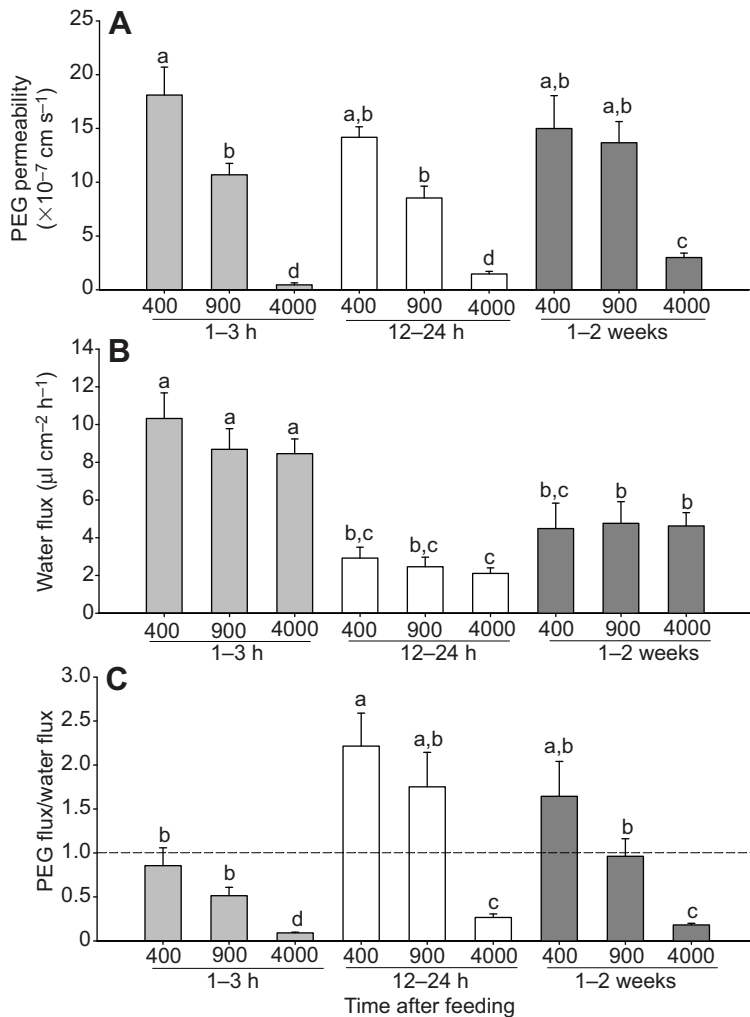 A
PEG permeability
(×10–7 cm s–1)
25
20
15
10
5
0
a
b
d
a,b
b
d
a,b
a,b
c
400 900 4000 400 900 4000 400 900 4000
1–3 h 12–24 h 1–2 weeks
B
Water flux (μl cm–2 h–1)
14
12
10
8
6
4
2
0
a
a
a
b,c
b,c
c
b,c
b
b
400 900 4000 400 900 4000 400 900 4000
1–3 h 12–24 h 1–2 weeks
C
PEG flux/water flux
3.0
2.5
2.0
1.5
1.0
0.5
0
b
b
d
a
a,b
c
a,b
b
c
400 900 4000 400 900 4000 400 900 4000
1–3 h 12–24 h 1–2 weeks
Time after feeding